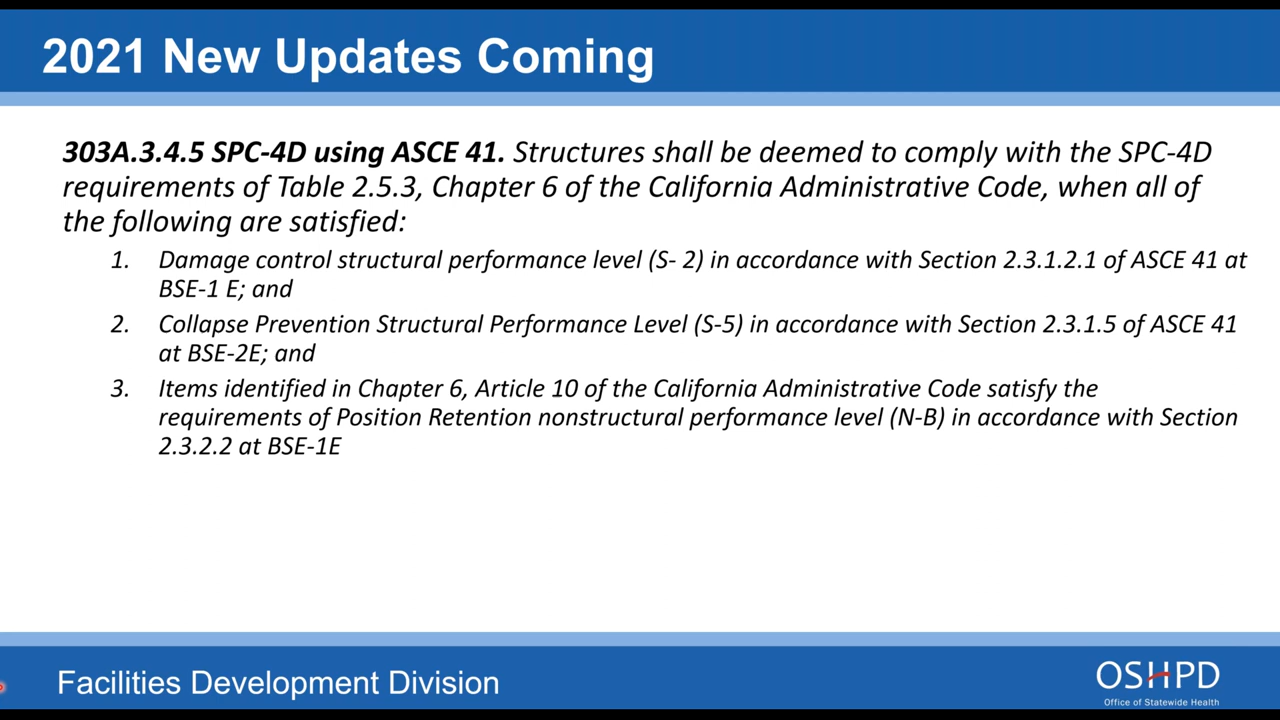 2021 New Updates Coming
303A.3.4.5 SPC-4D using ASCE 41. Structures shall be deemed to comply with the SPC-4D
requirements of Table 2.5.3, Chapter 6 of the California Administrative Code, when all of
the following are satisfied:
1. Damage control structural performance level (S- 2) in accordance with Section 2.3.1.2.1 of ASCE 41 at
BSE-1 E; and
2. Collapse Prevention Structural Performance Level (S-5) in accordance with Section 2.3.1.5 of ASCE 41
at BSE-2E; and
3. Items identified in Chapter 6, Article 10 of the California Administrative Code satisfy the
requirements of Position Retention nonstructural performance level (N-B) in accordance with Section
2.3.2.2 at BSE-1E
Facilities Development Division
OSHPD
Office of Statewide Health